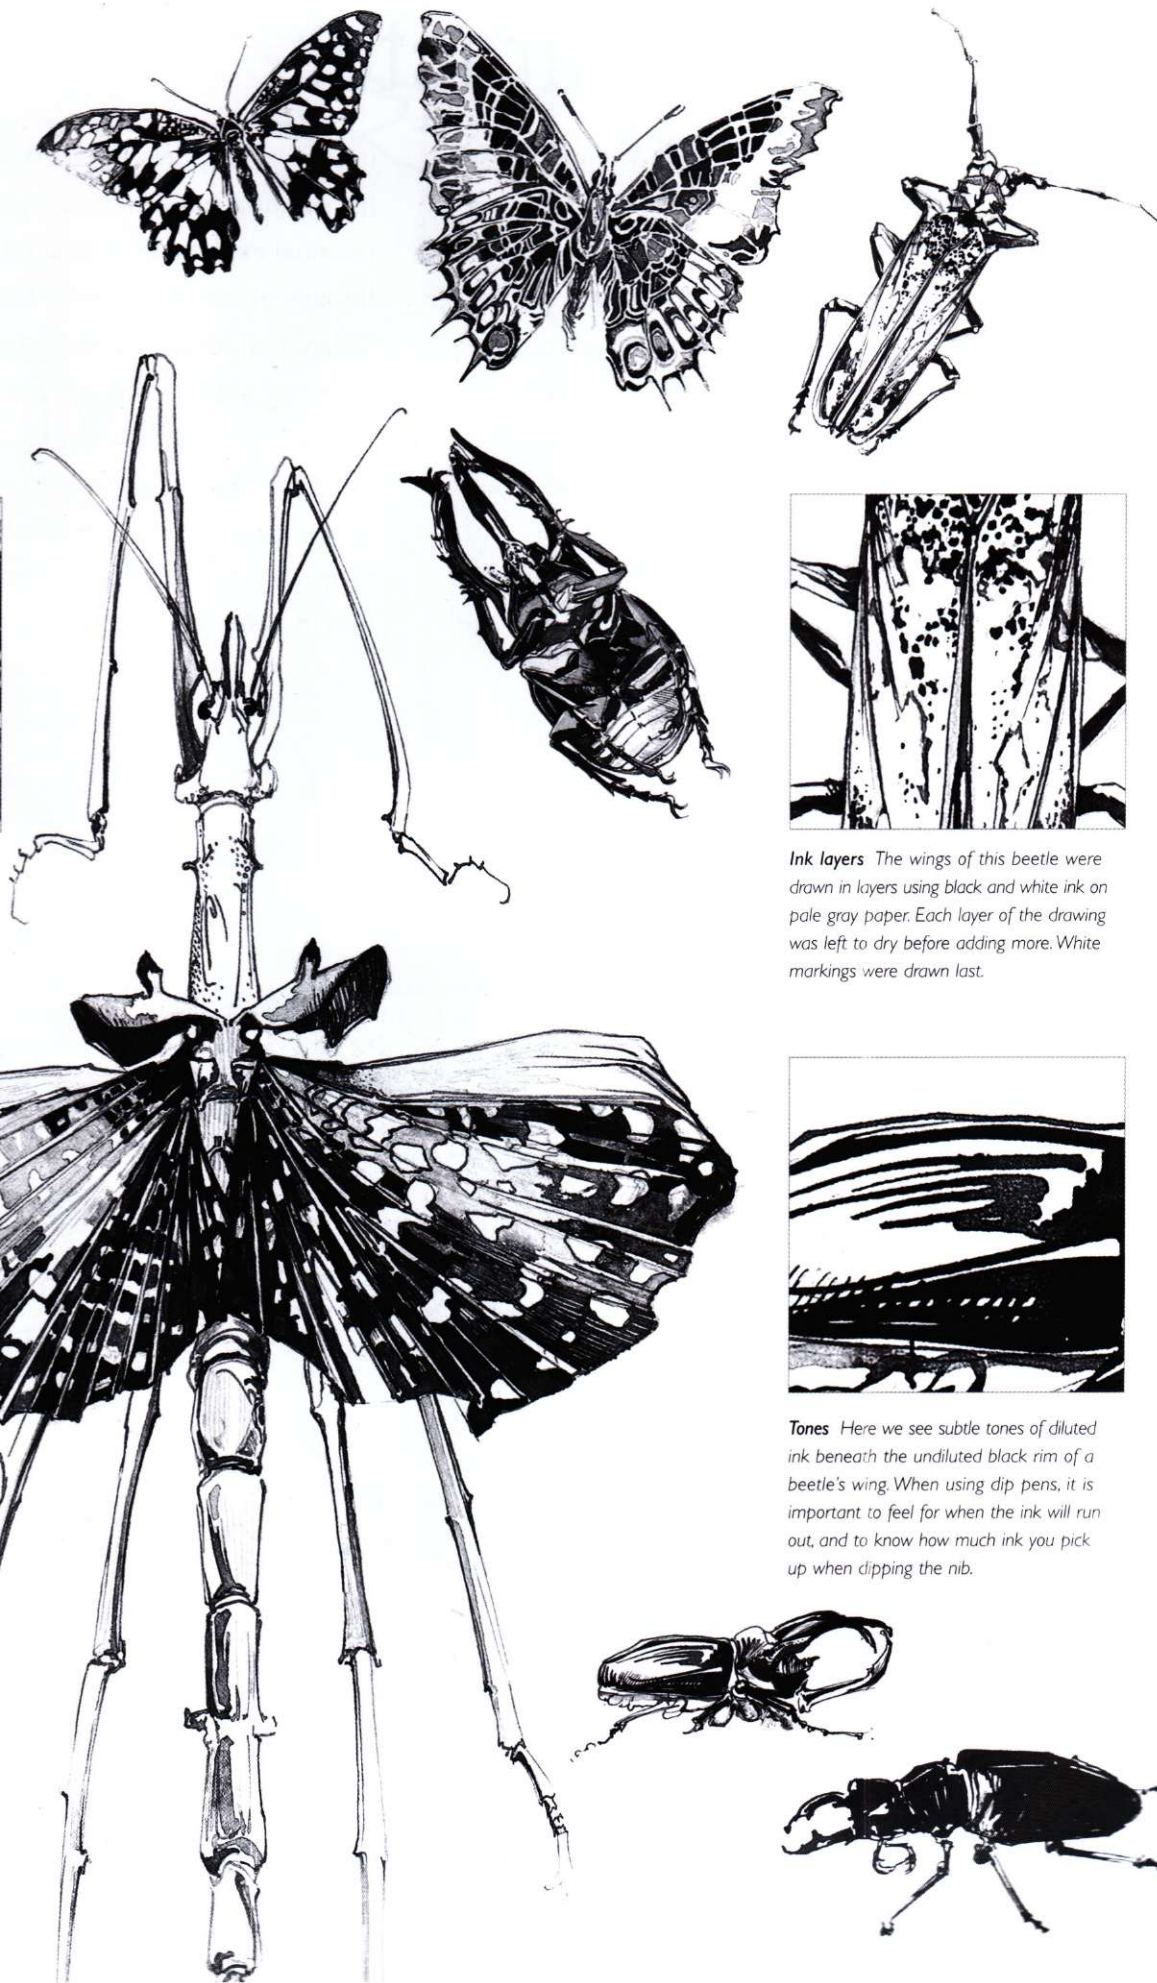 Ink layers The wings of this beetle were
drawn in layers using black and white ink on
pale gray paper. Each layer of the drawing
was left to dry before adding more. White
markings were drawn last.
Tones Here we see subtle tones of diluted
ink beneath the undiluted black rim of a
beetle's wing. When using dip pens, it is
important to feel for when the ink will run
out, and to know how much ink you pick
up when dipping the nib.